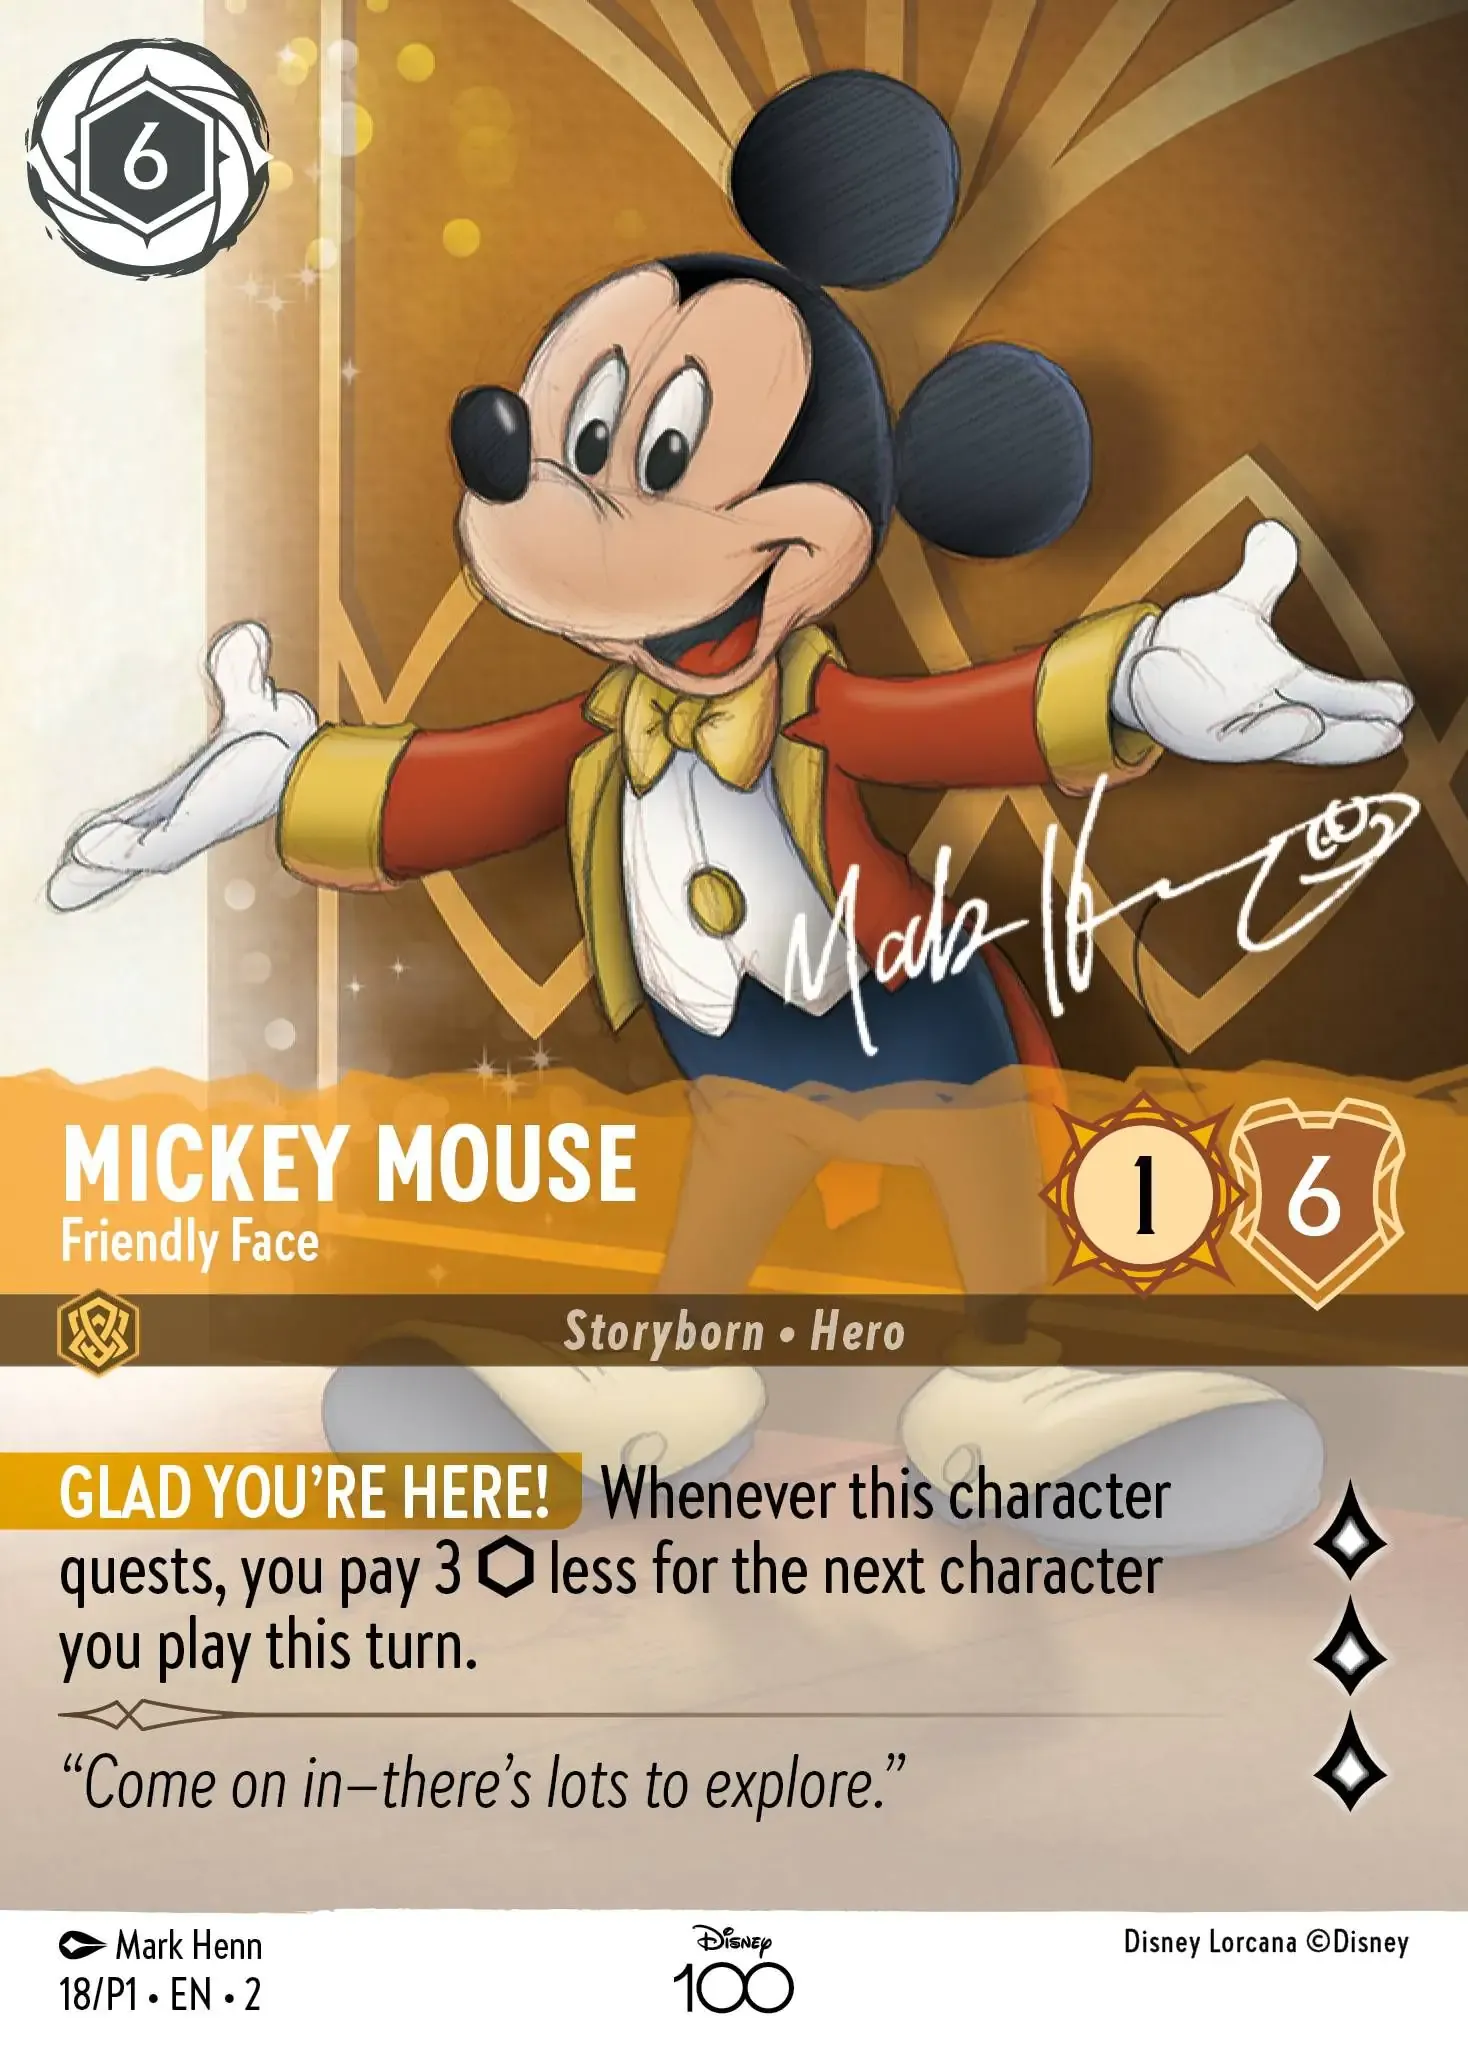 6
Mark Henn
MICKEY MOUSE
Friendly Face
1
6
Storyborn • Hero
GLAD YOU’RE HERE! Whenever this character
quests, you pay 3 ⬡ less for the next character
you play this turn.
“Come on in—there’s lots to explore.”
Mark Henn
18/P1 • EN • 2
Disney
100
Disney Lorcana ©Disney